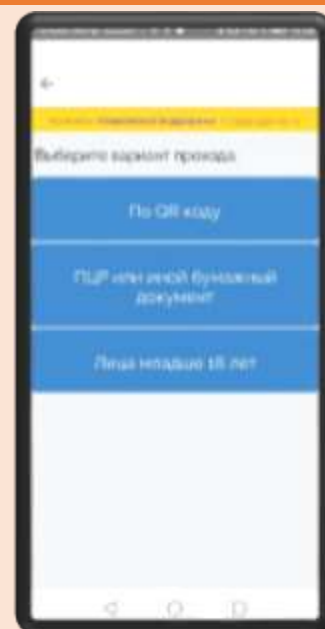 Выберите вариант прохода
По QR коду
ПЦР или иной бумажный
документ
Лица младше 18 лет